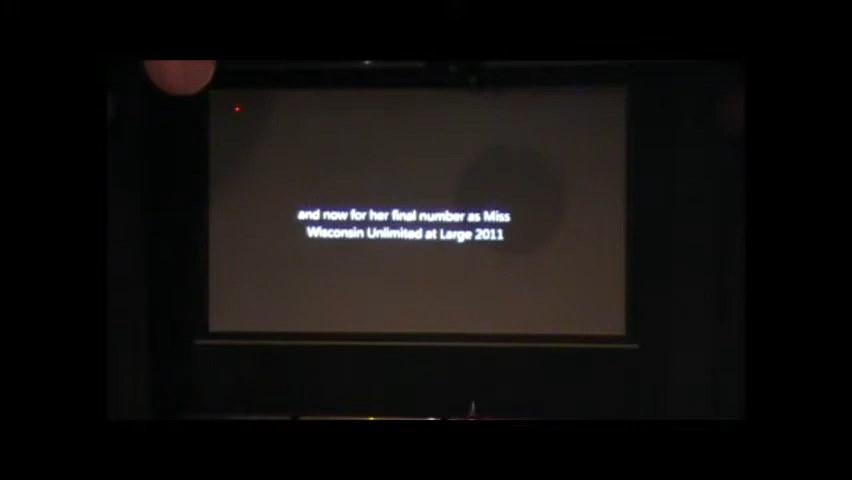 and now for her final number as Miss
Wisconsin Unlimited at Large 2011